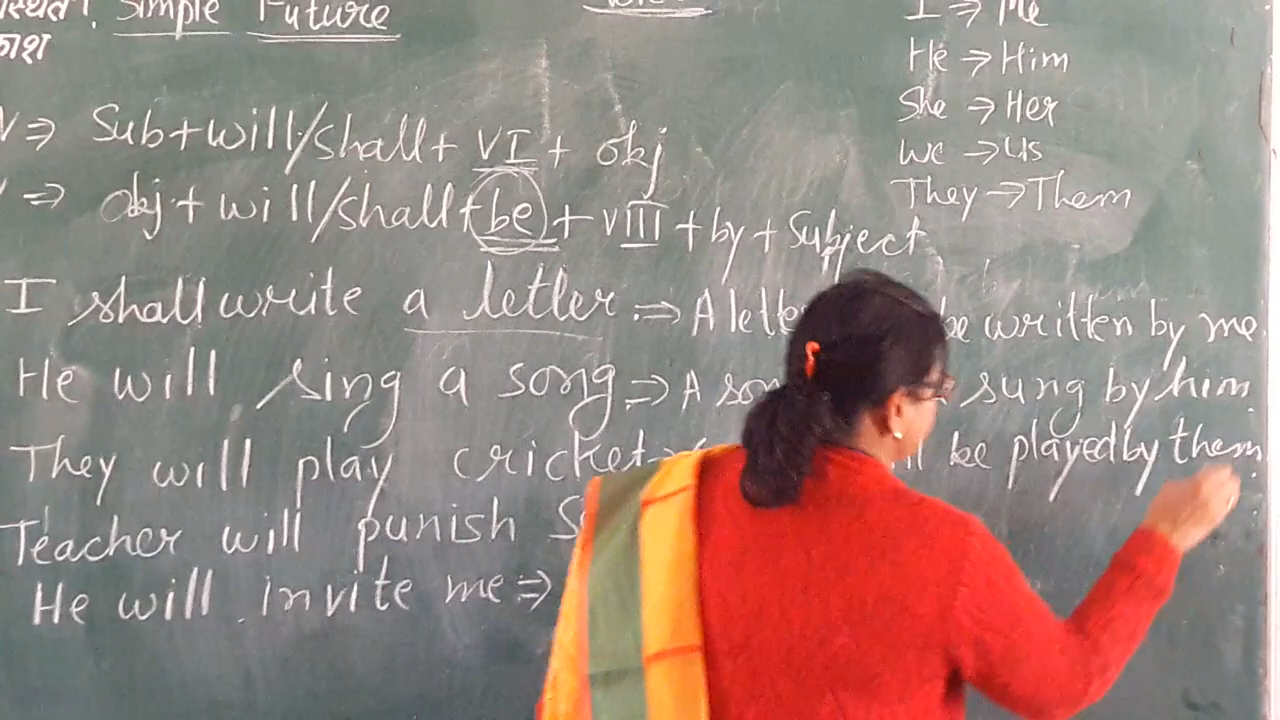 Simple Future
V ⇒ Sub + will/shall + VI + obj
⇒ obj + will/shall + be + VIII + by + Subject
I ⇒ Me
He ⇒ Him
She ⇒ Her
We → Us
They → Them
I shall write a letter. ⇒ A lette be written by me.
He will sing a song. ⇒ A son sung by him.
They will play cricket be played by them.
Teacher will punish
He will invite me ⇒